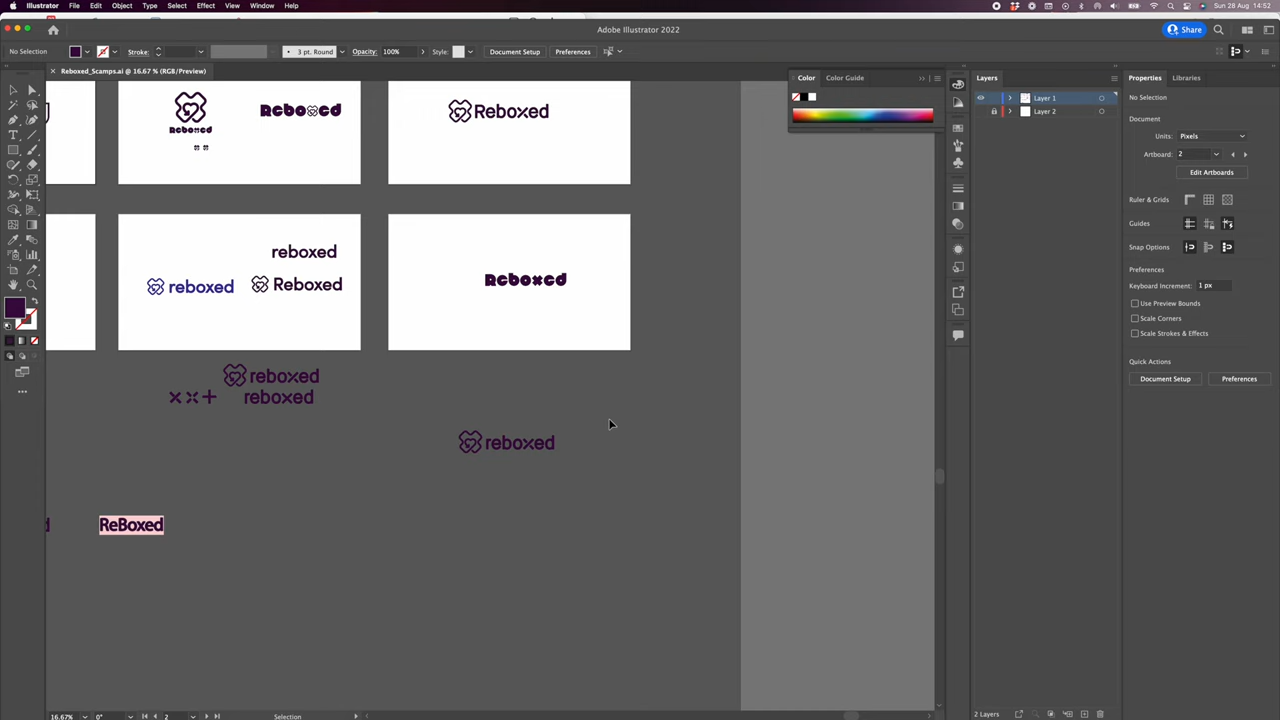 Illustrator File Edit Object Type Select Effect View Window Help Sun 28 Aug 14:52
Adobe Illustrator 2022
Share
No Selection Stroke: 3 pt. Round Opacity: 100% Style: Document Setup Preferences
Reboxed_Scamps.ai @ 16.67 % (RGB/Preview)
Color Color Guide
Layers
Layer 1
Layer 2
2 Layers
Properties Libraries
No Selection
Document
Units: Pixels
Artboard: 2
Edit Artboards
Ruler & Grids
Guides
Snap Options
Preferences
Keyboard Increment: 1 px
Use Preview Bounds
Scale Corners
Scale Strokes & Effects
Quick Actions
Document Setup Preferences
Reboxed
Reboxed
Reboxed
reboxed
reboxed
Reboxed
Reboxed
reboxed
reboxed
reboxed
d
ReBoxed
16.67% 0° 2 Selection